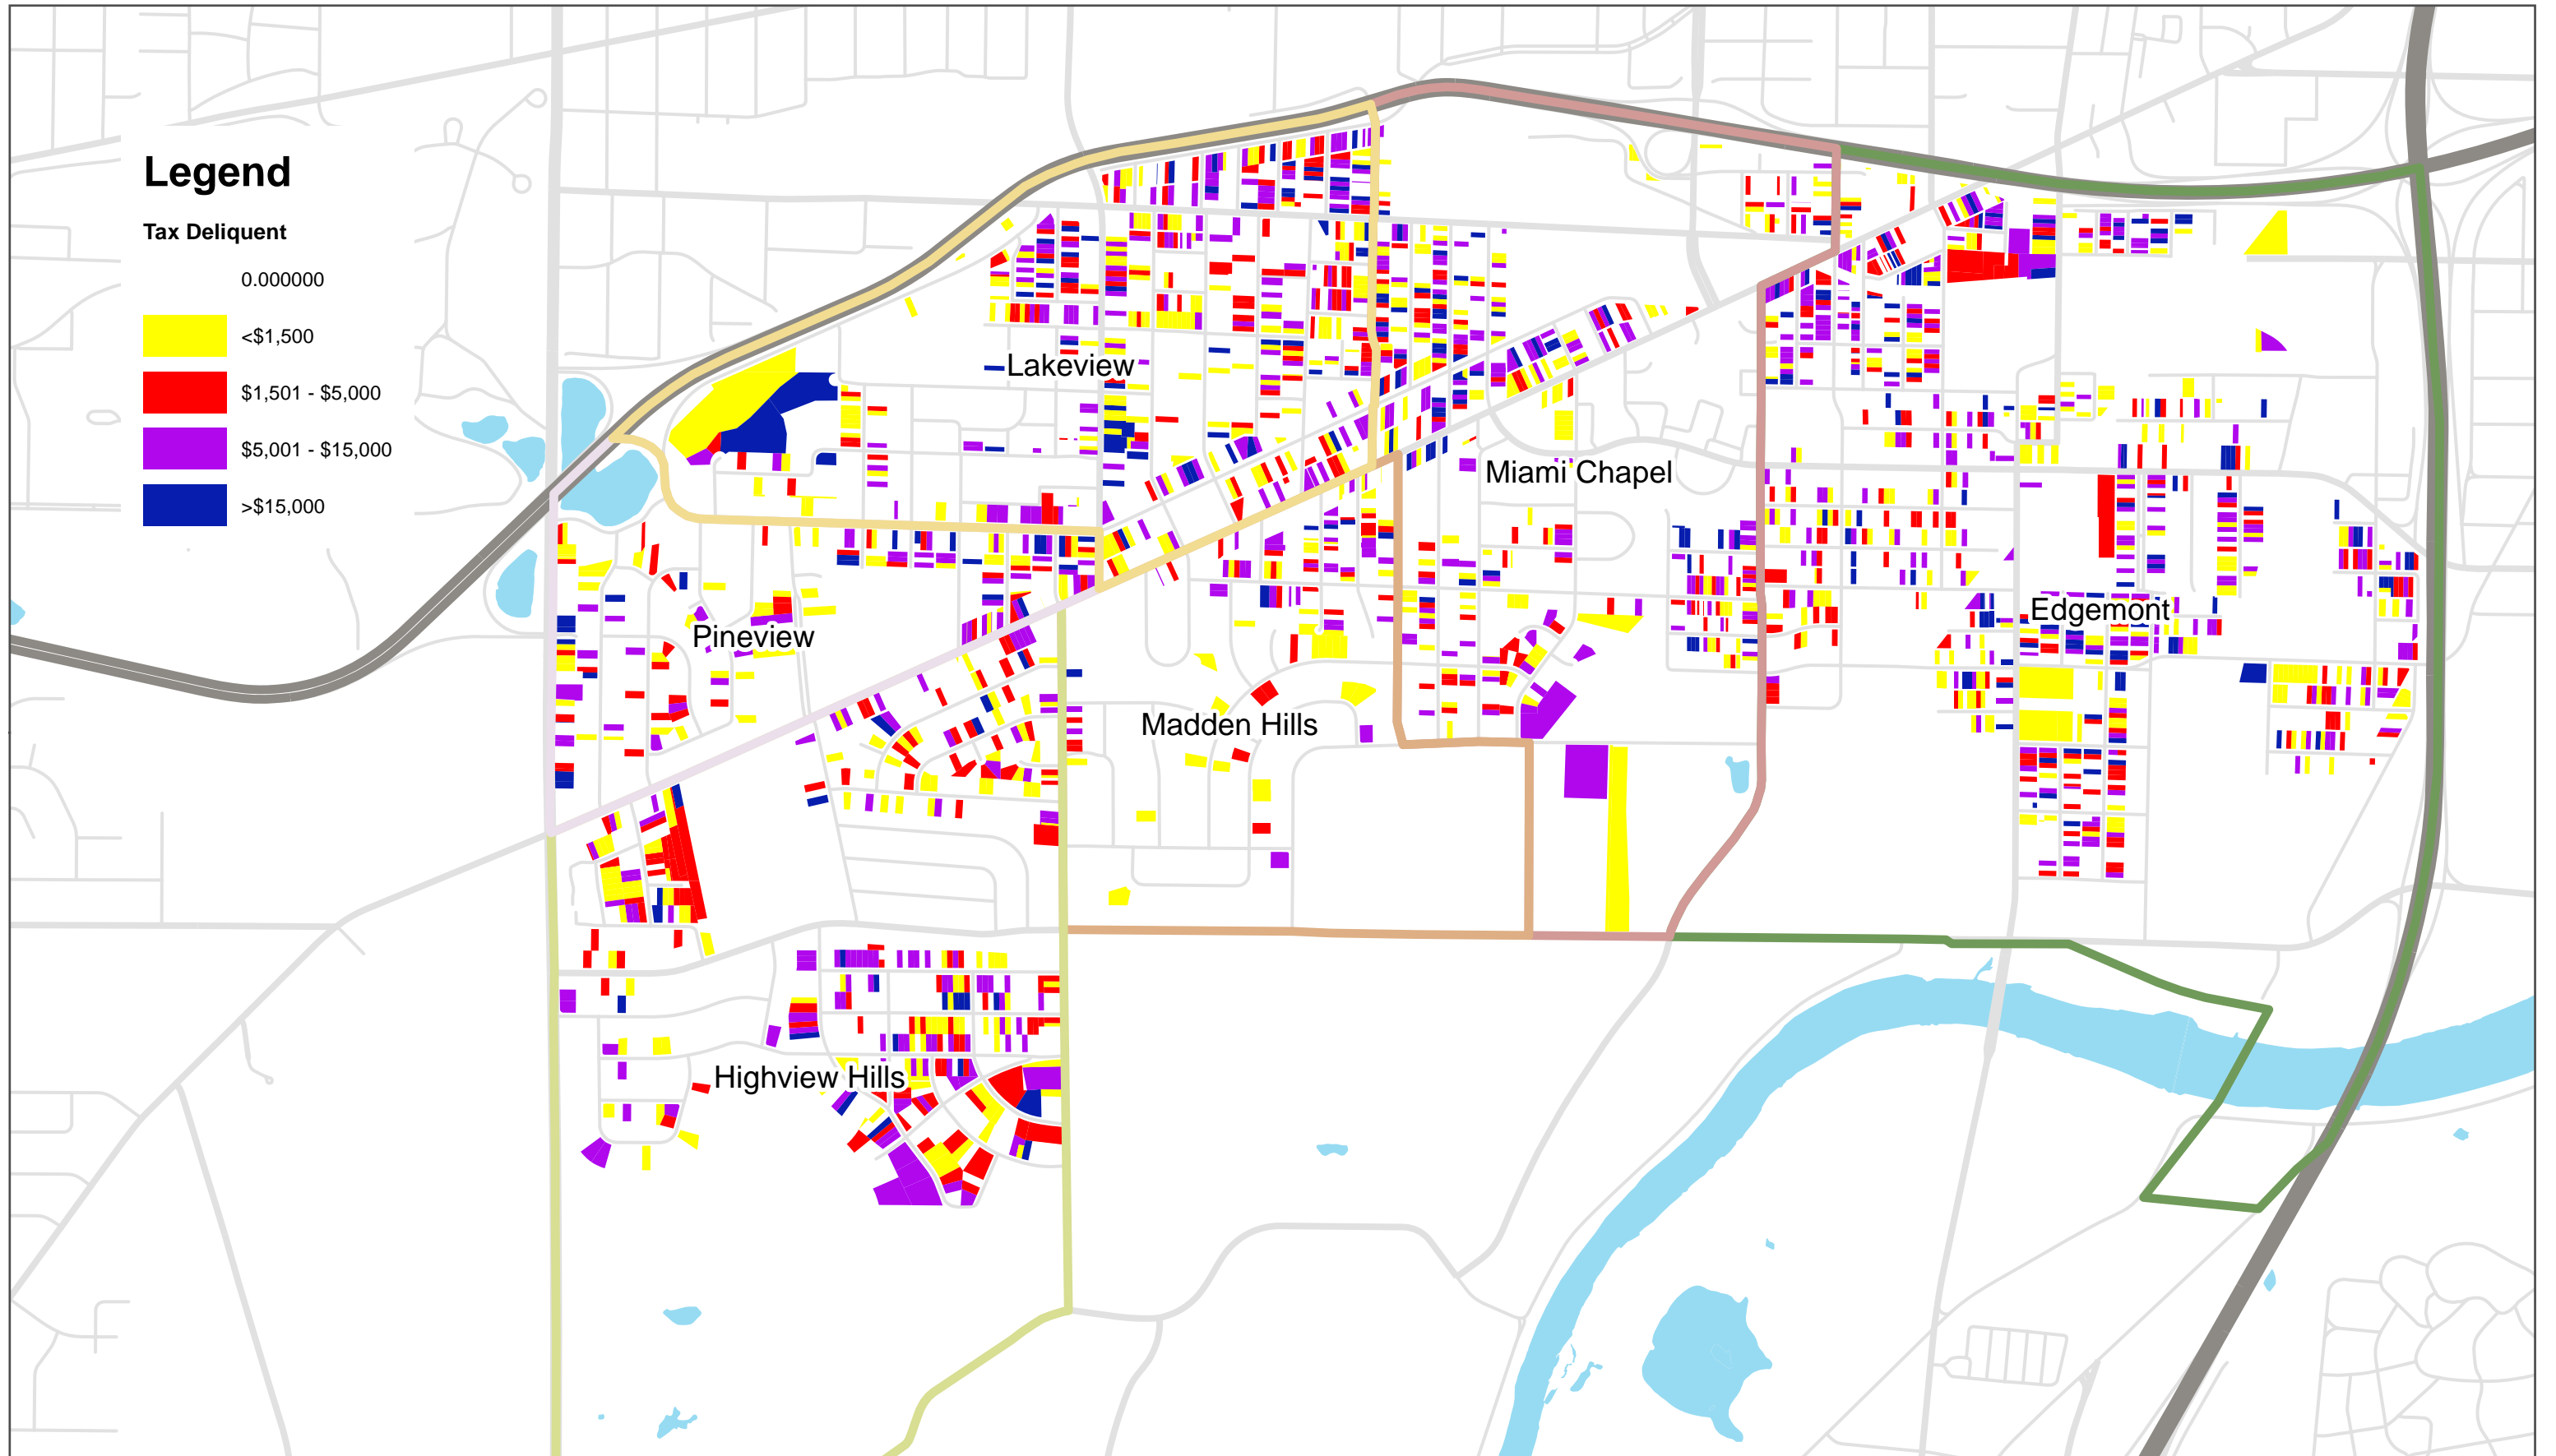 Legend
Tax Deliquent
0.000000
<$1,500
$1,501 - $5,000
$5,001 - $15,000
>$15,000
Lakeview
Miami Chapel
Edgemont
Pineview
Madden Hills
Highview Hills